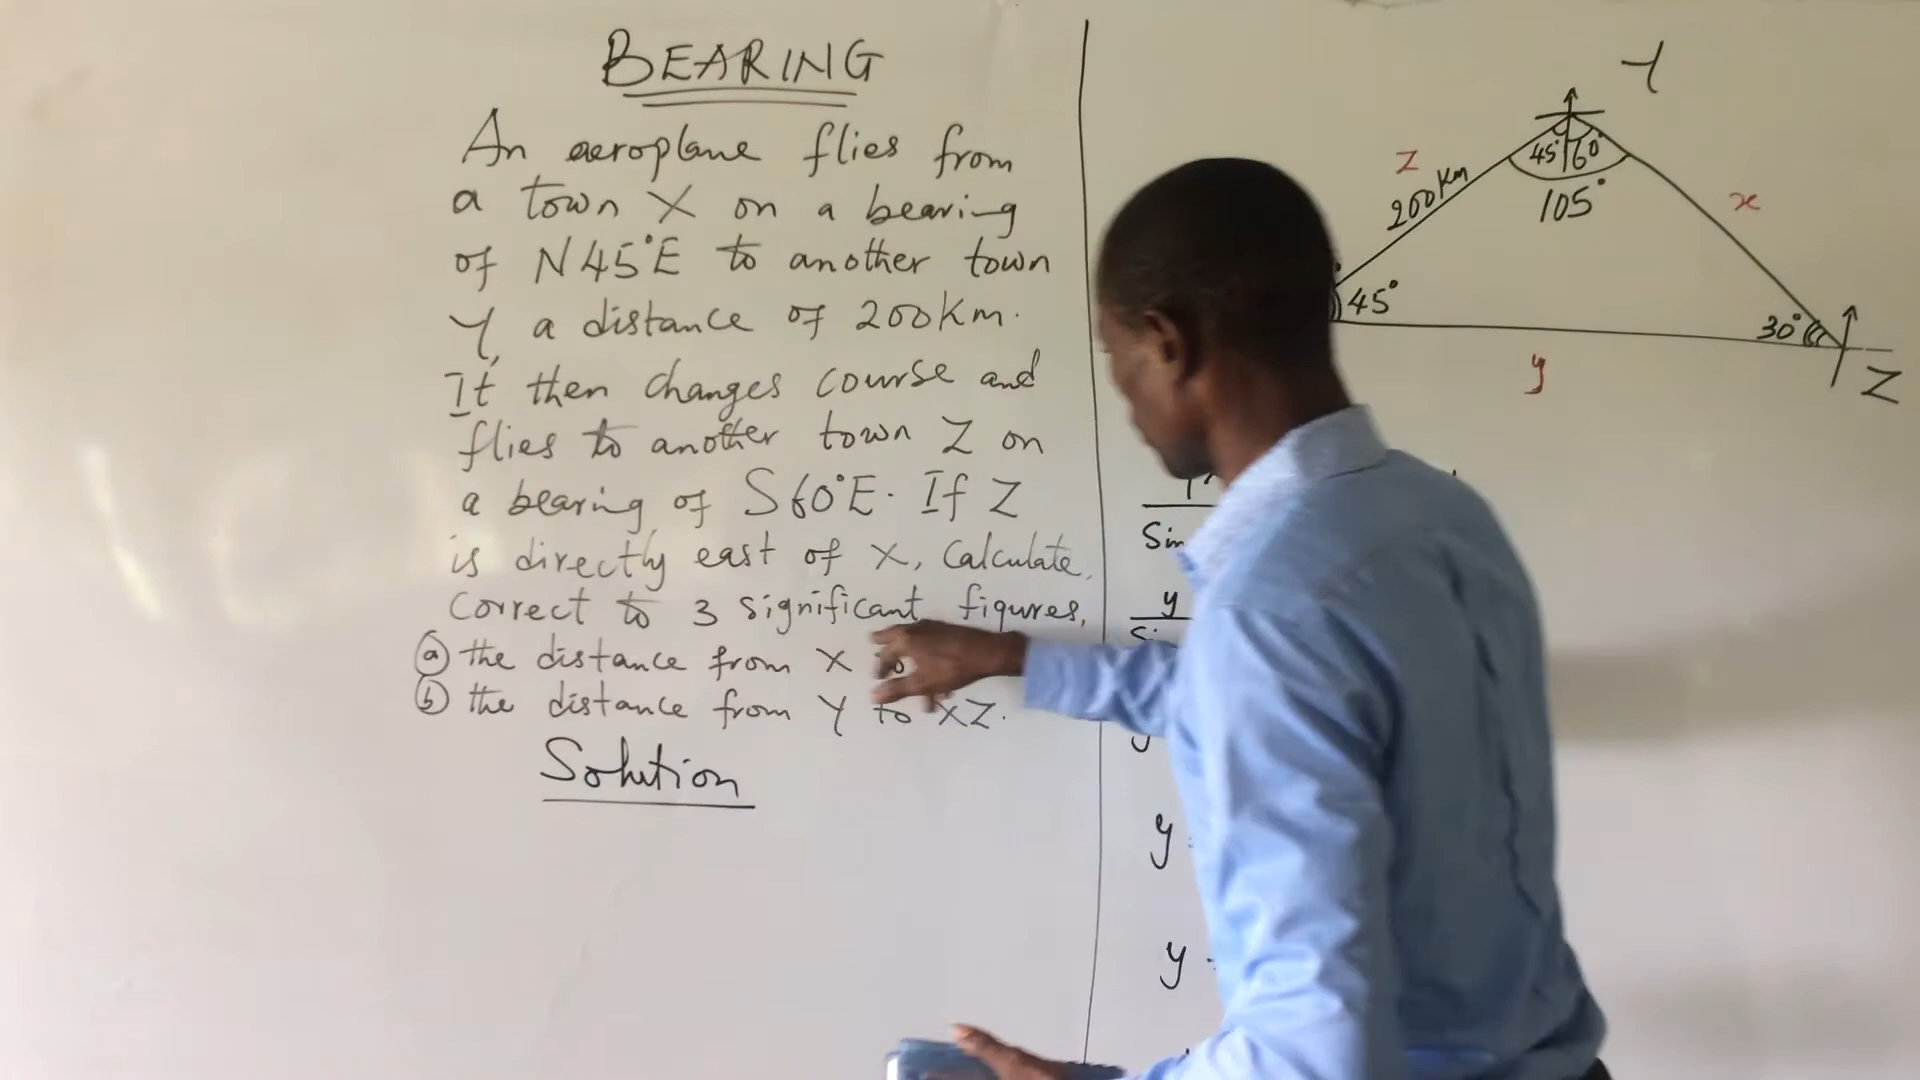 BEARING
An aeroplane flies from
a town X on a bearing
of N45°E to another town
Y, a distance of 200Km.
It then changes course and
flies to another town Z on
a bearing of S60°E. If Z
is directly east of X, Calculate,
Correct to 3 significant figures,
(a) the distance from X to
(b) the distance from Y to XZ.
Solution
Y
45° 60°
105°
z
200Km
x
45°
30°
y
Z
Sin
y
y
y